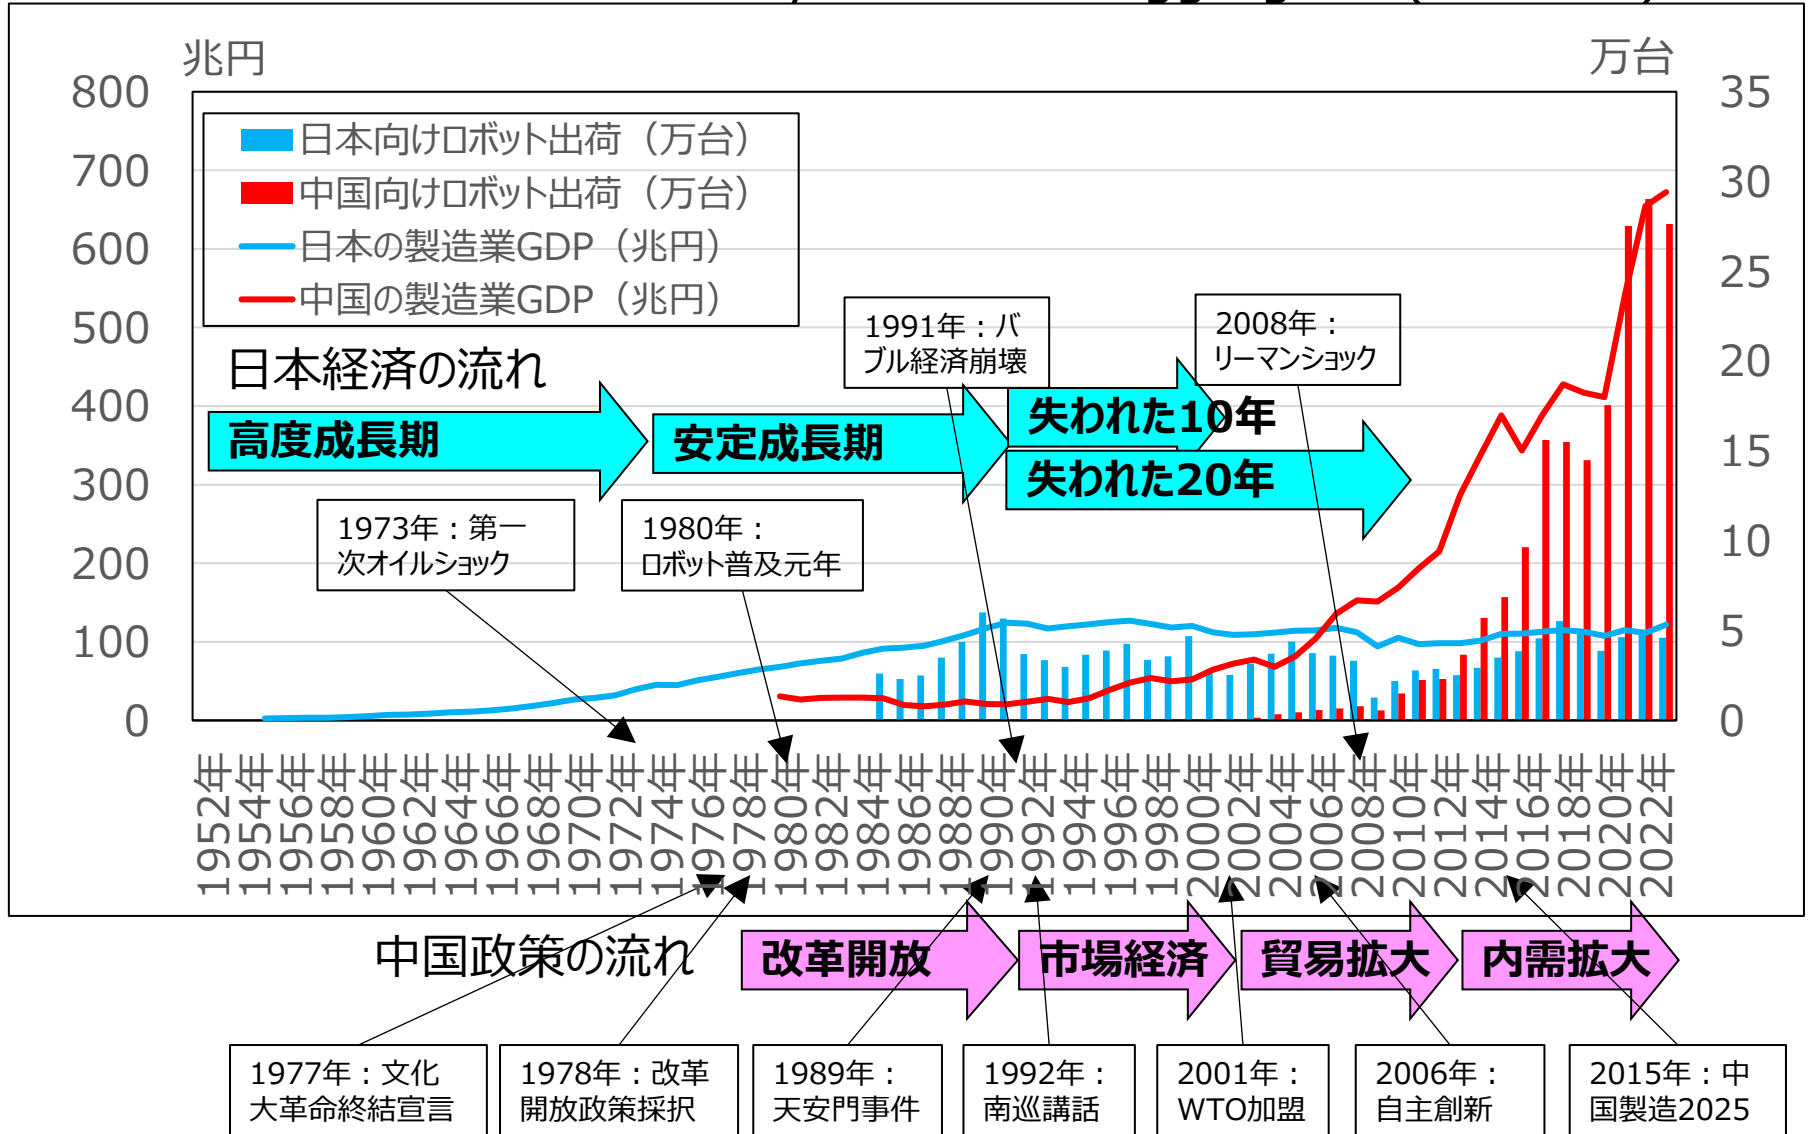 兆円
万台
800
700
600
500
400
300
200
100
0
35
30
25
20
15
10
5
0
日本向けロボット出荷（万台）
中国向けロボット出荷（万台）
日本の製造業GDP（兆円）
中国の製造業GDP（兆円）
日本経済の流れ
高度成長期
安定成長期
失われた10年
失われた20年
1991年：バ
ブル経済崩壊
2008年：
リーマンショック
1973年：第一
次オイルショック
1980年：
ロボット普及元年
1952年
1954年
1956年
1958年
1960年
1962年
1964年
1966年
1968年
1970年
1972年
1974年
1976年
1978年
1980年
1982年
1984年
1986年
1988年
1990年
1992年
1994年
1996年
1998年
2000年
2002年
2004年
2006年
2008年
2010年
2012年
2014年
2016年
2018年
2020年
2022年
中国政策の流れ
改革開放
市場経済
貿易拡大
内需拡大
1977年：文化
大革命終結宣言
1978年：改革
開放政策採択
1989年：
天安門事件
1992年：
南巡講話
2001年：
WTO加盟
2006年：
自主創新
2015年：中
国製造2025